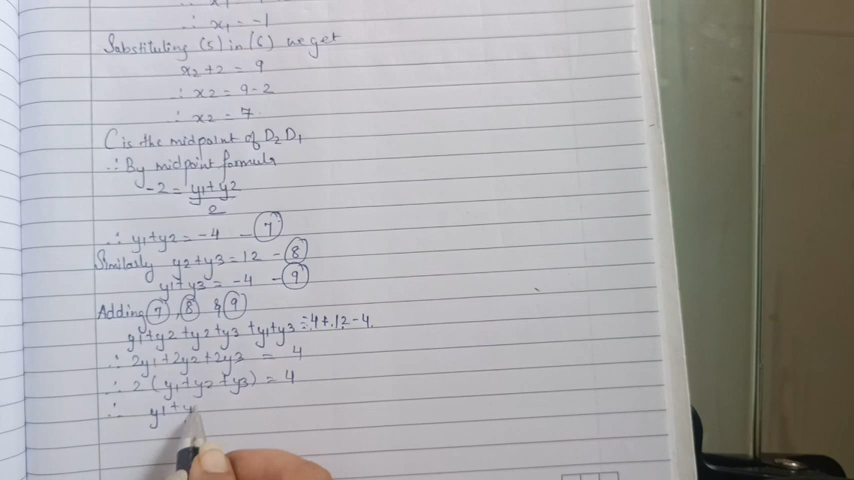 ∴ x1 = -1
Substituting (5) in (6) we get
x2 + 2 = 9
∴ x2 = 9 - 2
∴ x2 = 7
C is the midpoint of D2 D1
∴ By midpoint formula
-2 = y1 + y2
2
∴ y1 + y2 = -4 - 7
Similarly y2 + y3 = 12 - 8
y1 + y3 = -4 - 9
Adding 7, 8 & 9
y1 + y2 + y2 + y3 + y1 + y3 = -4 + 12 - 4
∴ 2y1 + 2y2 + 2y3 = 4
∴ 2 (y1 + y2 + y3) = 4
∴ y1 + y